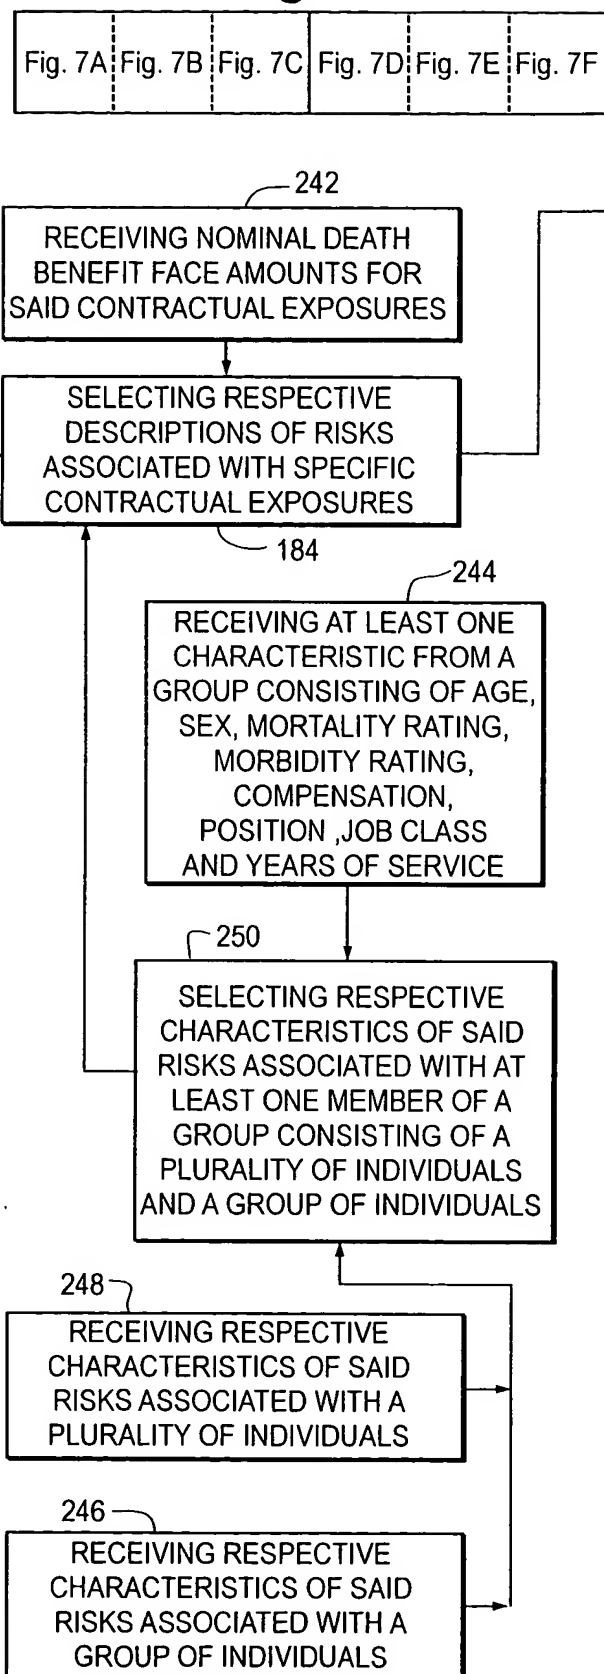 Fig. 7A Fig. 7B Fig. 7C Fig. 7D Fig. 7E Fig. 7F
242
RECEIVING NOMINAL DEATH
BENEFIT FACE AMOUNTS FOR
SAID CONTRACTUAL EXPOSURES
SELECTING RESPECTIVE
DESCRIPTIONS OF RISKS
ASSOCIATED WITH SPECIFIC
CONTRACTUAL EXPOSURES
184
244
RECEIVING AT LEAST ONE
CHARACTERISTIC FROM A
GROUP CONSISTING OF AGE,
SEX, MORTALITY RATING,
MORBIDITY RATING,
COMPENSATION,
POSITION ,JOB CLASS
AND YEARS OF SERVICE
250
SELECTING RESPECTIVE
CHARACTERISTICS OF SAID
RISKS ASSOCIATED WITH AT
LEAST ONE MEMBER OF A
GROUP CONSISTING OF A
PLURALITY OF INDIVIDUALS
AND A GROUP OF INDIVIDUALS
248
RECEIVING RESPECTIVE
CHARACTERISTICS OF SAID
RISKS ASSOCIATED WITH A
PLURALITY OF INDIVIDUALS
246
RECEIVING RESPECTIVE
CHARACTERISTICS OF SAID
RISKS ASSOCIATED WITH A
GROUP OF INDIVIDUALS